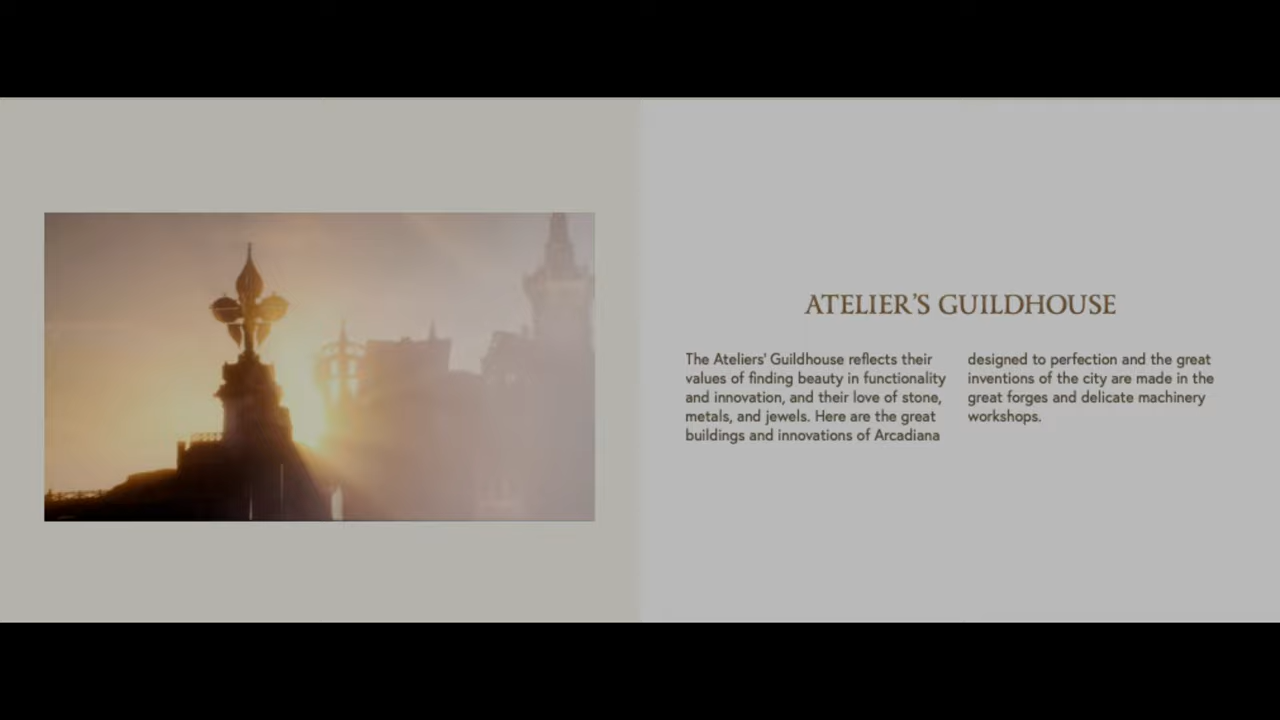 ATELIER'S GUILDHOUSE
The Ateliers' Guildhouse reflects their
values of finding beauty in functionality
and innovation, and their love of stone,
metals, and jewels. Here are the great
buildings and innovations of Arcadiana
designed to perfection and the great
inventions of the city are made in the
great forges and delicate machinery
workshops.